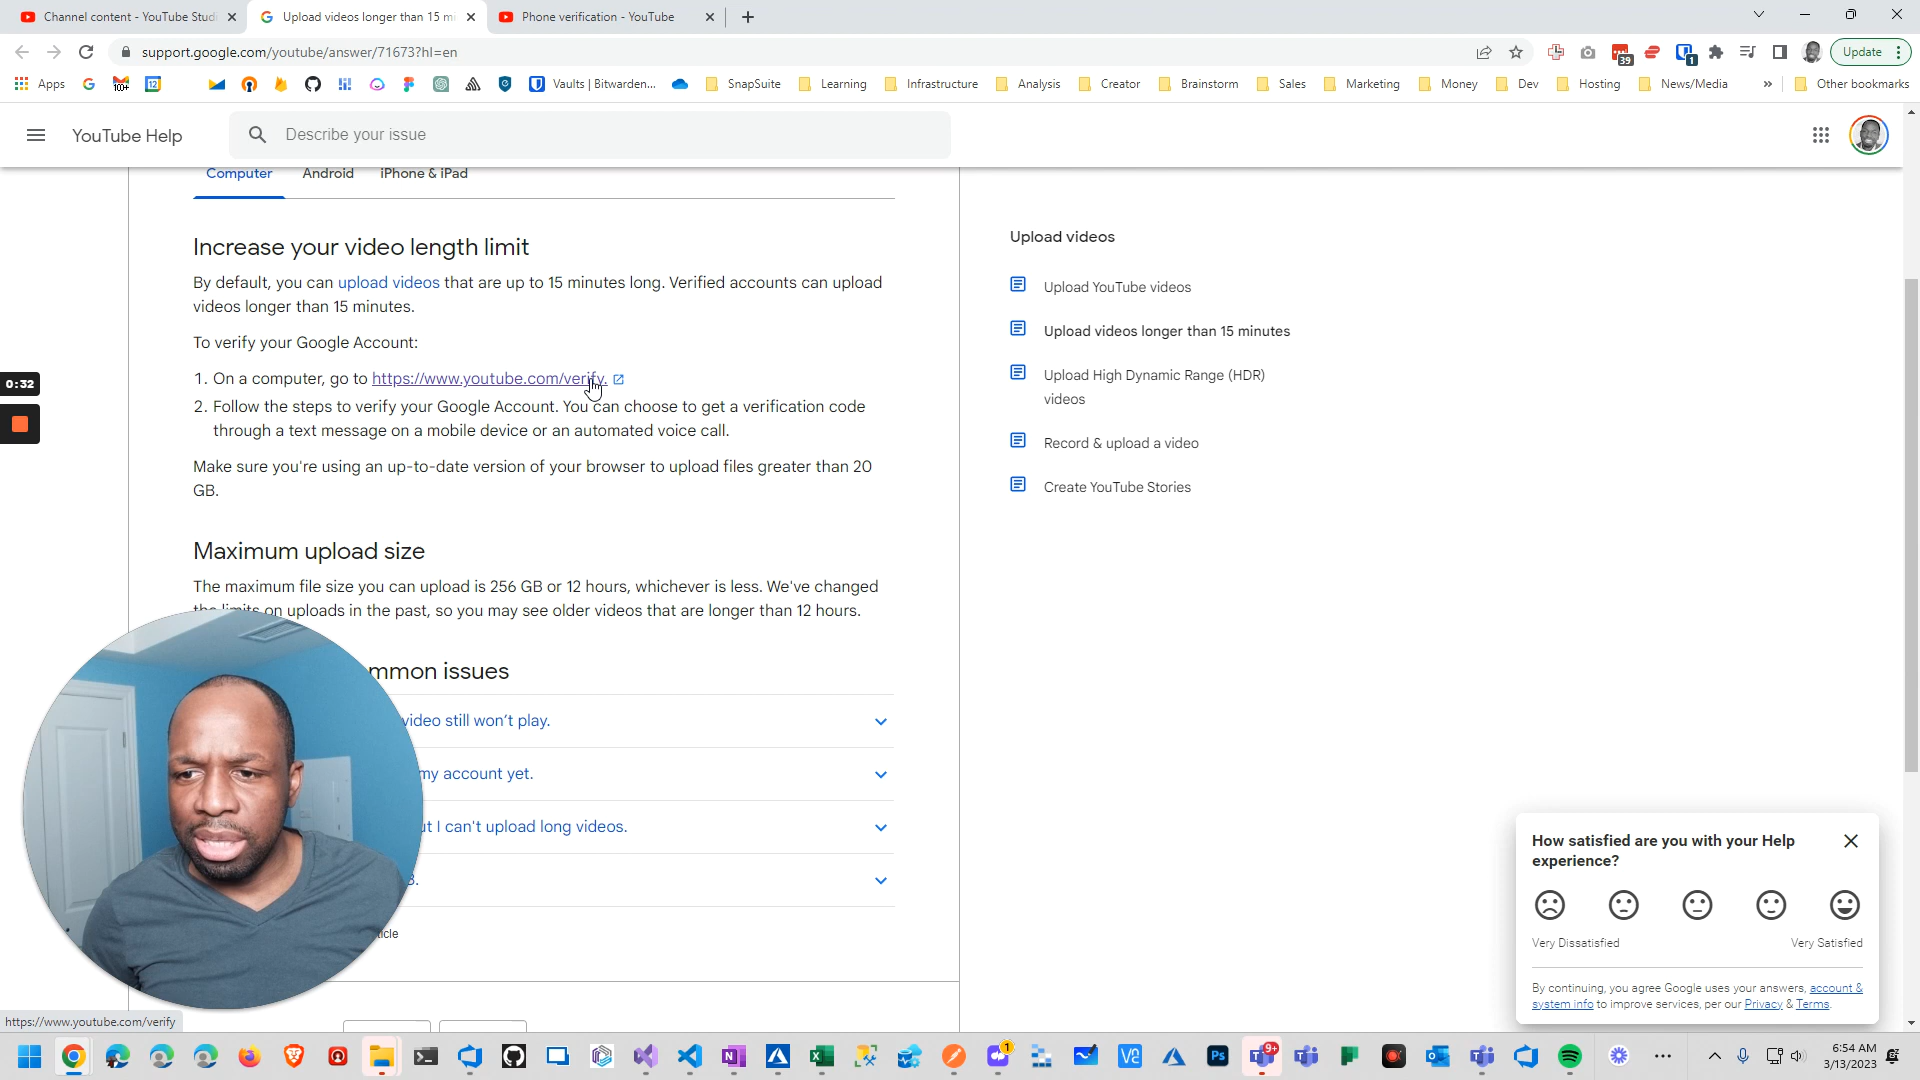 Channel content - YouTube Studi
Upload videos longer than 15 mi
Phone verification - YouTube
support.google.com/youtube/answer/71673?hl=en
39
1
Update
Apps
100+
12
Vaults | Bitwarden...
SnapSuite
Learning
Infrastructure
Analysis
Creator
Brainstorm
Sales
Marketing
Money
Dev
Hosting
News/Media
»
Other bookmarks
YouTube Help
Describe your issue
Computer
Android
iPhone & iPad
Increase your video length limit
By default, you can upload videos that are up to 15 minutes long. Verified accounts can upload
videos longer than 15 minutes.
To verify your Google Account:
1. On a computer, go to https://www.youtube.com/verify.
2. Follow the steps to verify your Google Account. You can choose to get a verification code
through a text message on a mobile device or an automated voice call.
Make sure you're using an up-to-date version of your browser to upload files greater than 20
GB.
Maximum upload size
The maximum file size you can upload is 256 GB or 12 hours, whichever is less. We've changed
the limits on uploads in the past, so you may see older videos that are longer than 12 hours.
mmon issues
video still won't play.
my account yet.
ut I can't upload long videos.
B.
ticle
Upload videos
Upload YouTube videos
Upload videos longer than 15 minutes
Upload High Dynamic Range (HDR)
videos
Record & upload a video
Create YouTube Stories
0:32
How satisfied are you with your Help
experience?
Very Dissatisfied
Very Satisfied
By continuing, you agree Google uses your answers, account &
system info to improve services, per our Privacy & Terms.
https://www.youtube.com/verify
1
9+
6:54 AM
3/13/2023